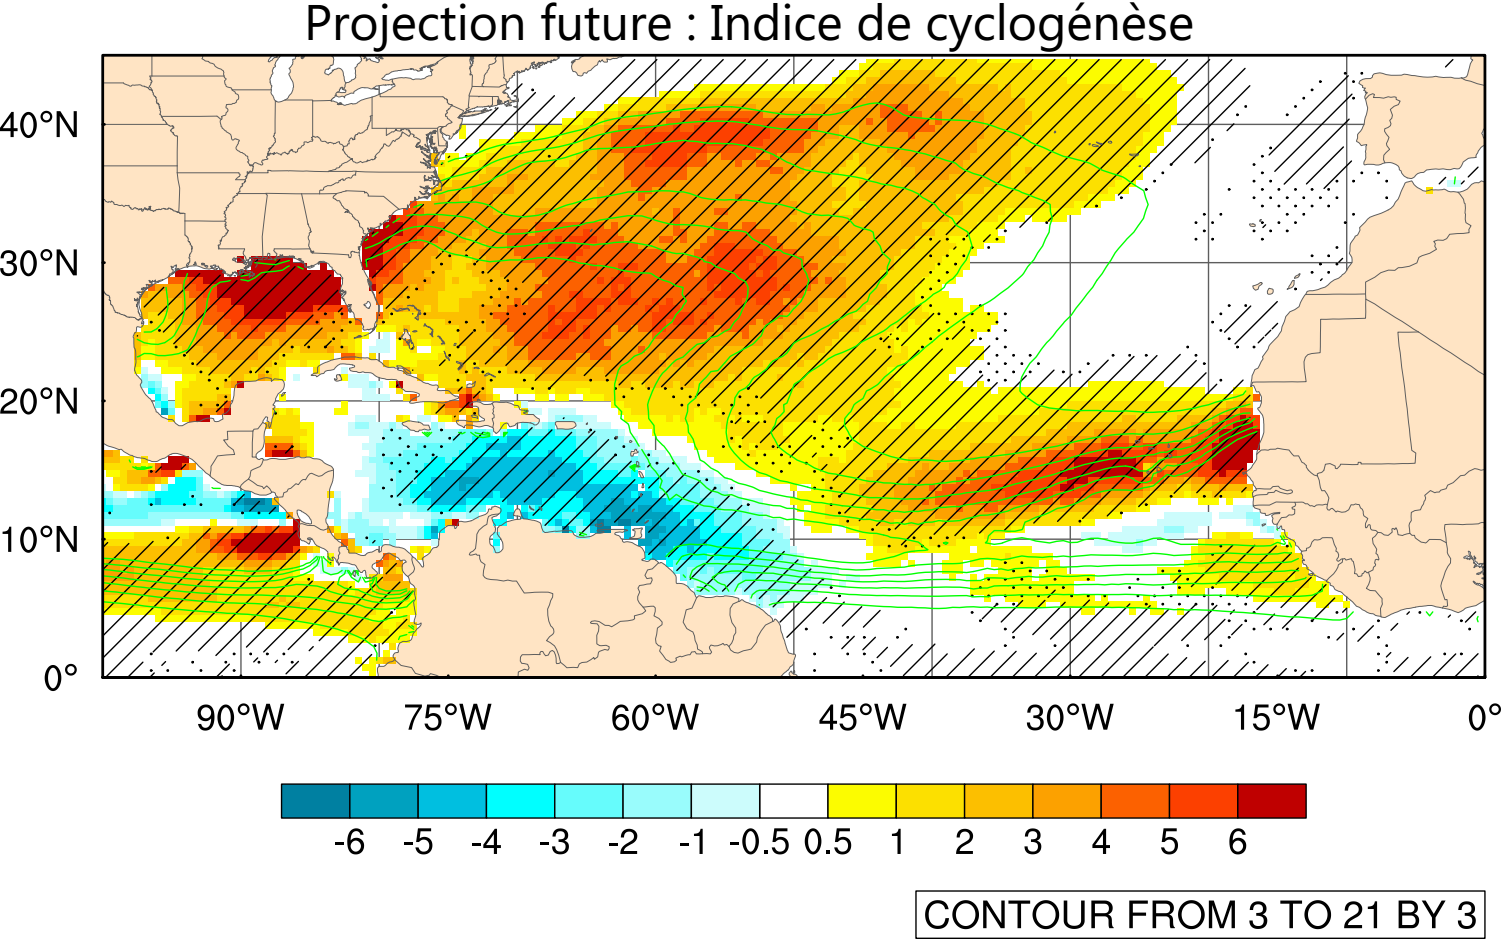 Projection future : Indice de cyclogénèse
40°N
30°N
20°N
10°N
0°
90°W 75°W 60°W 45°W 30°W 15°W 0°
-6 -5 -4 -3 -2 -1 -0.5 0.5 1 2 3 4 5 6
CONTOUR FROM 3 TO 21 BY 3